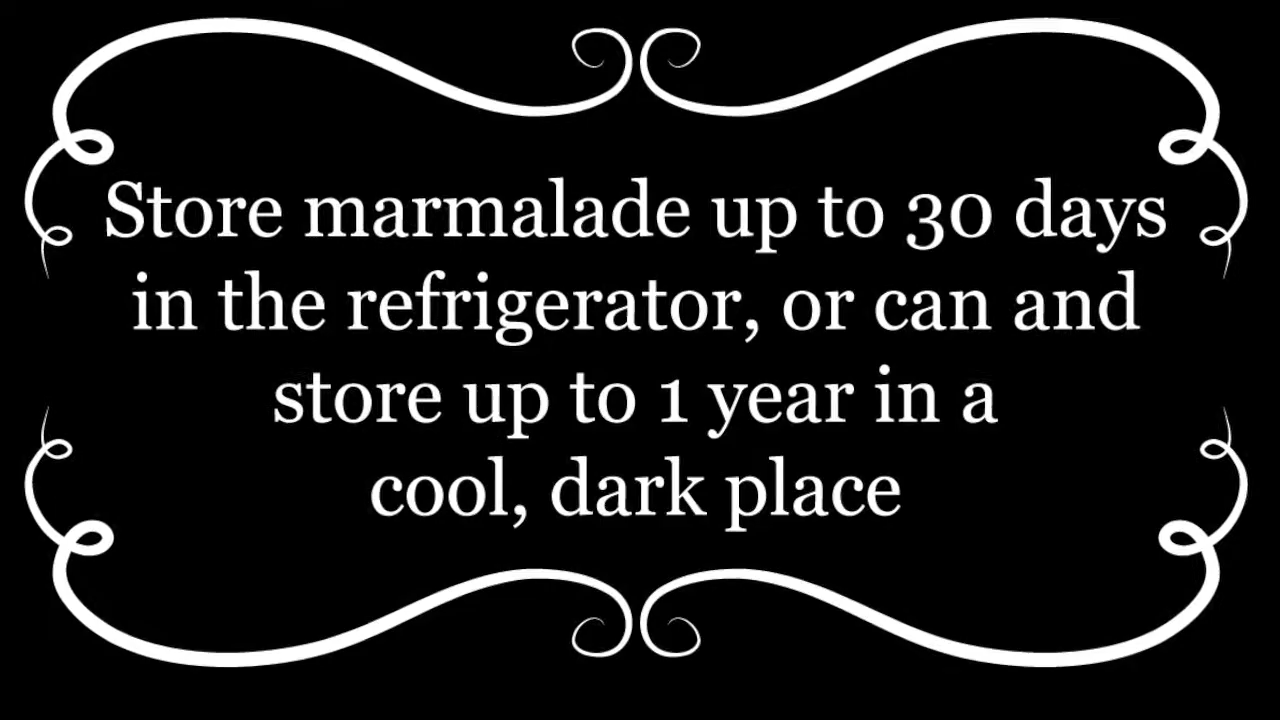 Store marmalade up to 30 days
in the refrigerator, or can and
store up to 1 year in a
cool, dark place